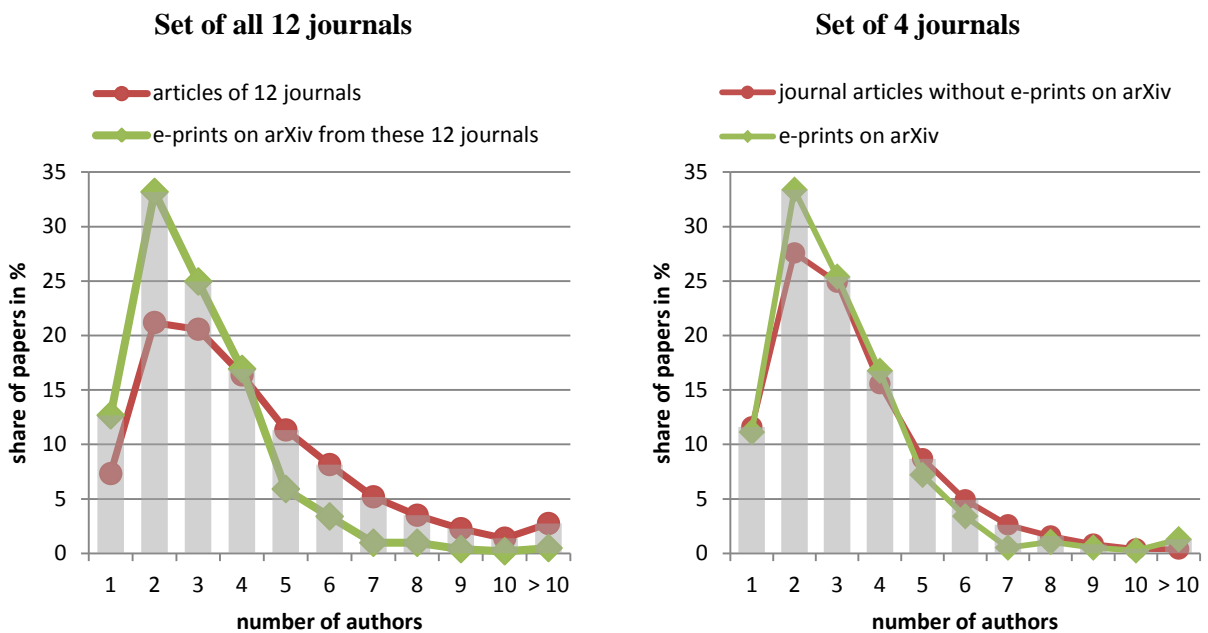 Set of all 12 journals
articles of 12 journals
e-prints on arXiv from these 12 journals
share of papers in %
35
30
25
20
15
10
5
0
1 2 3 4 5 6 7 8 9 10 > 10
number of authors
Set of 4 journals
journal articles without e-prints on arXiv
e-prints on arXiv
share of papers in %
35
30
25
20
15
10
5
0
1 2 3 4 5 6 7 8 9 10 > 10
number of authors